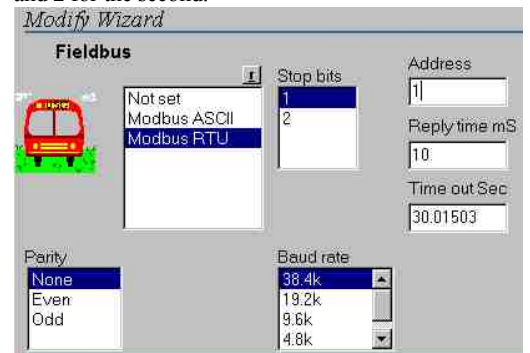 and 2 for the second.
Modify Wizard
Fieldbus
r
Not set
Modbus ASCII
Modbus RTU
Stop bits
1
2
Address
1
Reply time mS
10
Time out Sec
30.01503
Parity
None
Even
Odd
Baud rate
38.4k
19.2k
9.6k
4.8k